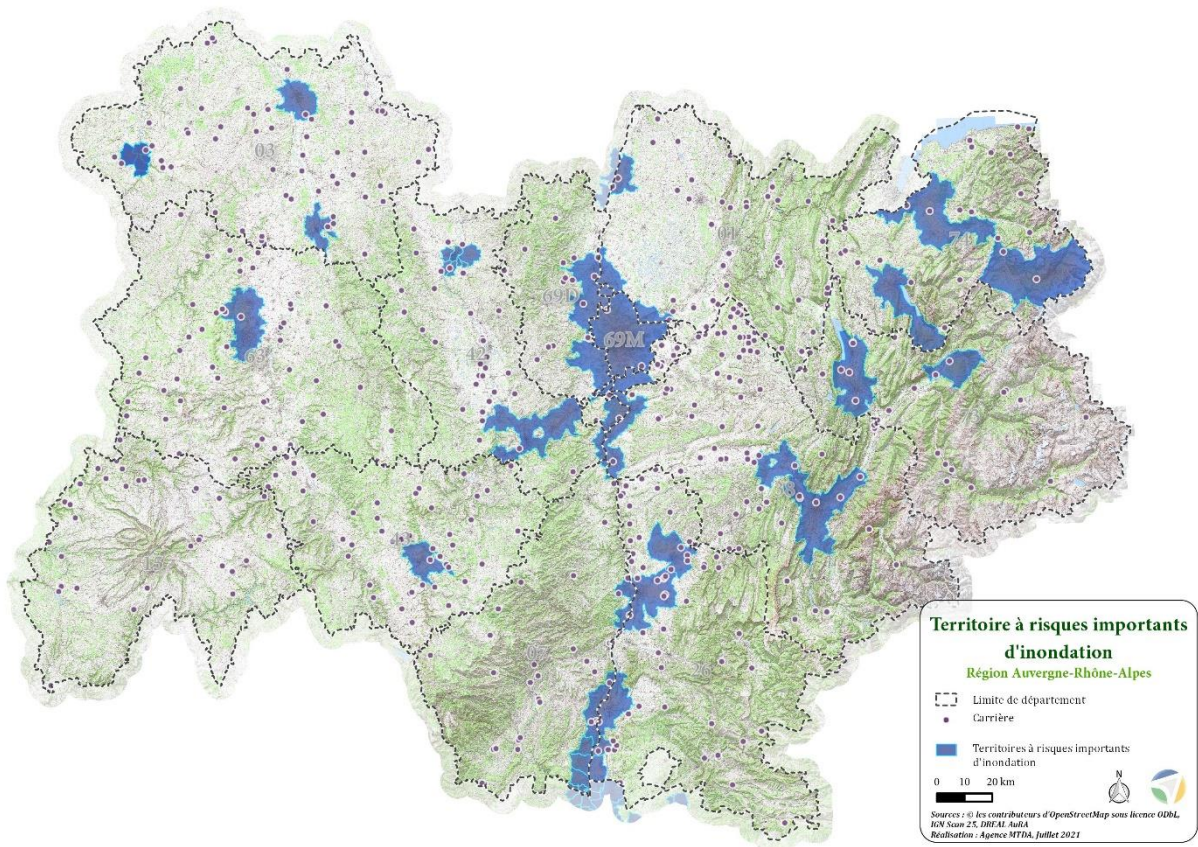 03
01
74
69D
69M
42
63
15
43
07
Territoire à risques importants
d'inondation
Région Auvergne-Rhône-Alpes
Limite de département
Carrière
Territoires à risques importants
d'inondation
0 10 20 km
N
Sources : © les contributeurs d'OpenStreetMap sous licence ODbL,
IGN Scan 25, DREAL AuRA
Réalisation : Agence MTDA, Juillet 2021